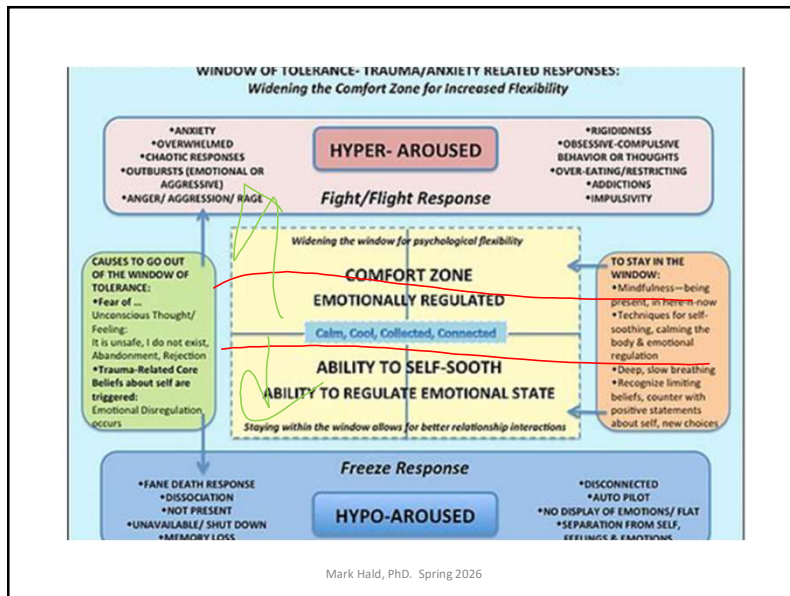 WINDOW OF TOLERANCE- TRAUMA/ANXIETY RELATED RESPONSES:
Widening the Comfort Zone for Increased Flexibility
•ANXIETY
•OVERWHELMED
•CHAOTIC RESPONSES
•OUTBURSTS (EMOTIONAL OR
AGGRESSIVE)
•ANGER/ AGGRESSION/ RAGE
HYPER- AROUSED
Fight/Flight Response
•RIGIDIDNESS
•OBSESSIVE-COMPULSIVE
BEHAVIOR OR THOUGHTS
•OVER-EATING/RESTRICTING
•ADDICTIONS
•IMPULSIVITY
CAUSES TO GO OUT
OF THE WINDOW OF
TOLERANCE:
•Fear of ...
Unconscious Thought/
Feeling:
It is unsafe, I do not exist,
Abandonment, Rejection
•Trauma-Related Core
Beliefs about self are
triggered:
Emotional Disregulation
occurs
Widening the window for psychological flexibility
COMFORT ZONE
EMOTIONALLY REGULATED
Calm, Cool, Collected, Connected
ABILITY TO SELF-SOOTH
ABILITY TO REGULATE EMOTIONAL STATE
Staying within the window allows for better relationship interactions
TO STAY IN THE
WINDOW:
•Mindfulness—being
present, in here-n-now
•Techniques for self-
soothing, calming the
body & emotional
regulation
•Deep, slow breathing
•Recognize limiting
beliefs, counter with
positive statements
about self, new choices
Freeze Response
•FANE DEATH RESPONSE
•DISSOCIATION
•NOT PRESENT
•UNAVAILABLE/ SHUT DOWN
•MEMORY LOSS
HYPO-AROUSED
•DISCONNECTED
•AUTO PILOT
•NO DISPLAY OF EMOTIONS/ FLAT
•SEPARATION FROM SELF,
FEELINGS & EMOTIONS
Mark Hald, PhD. Spring 2026